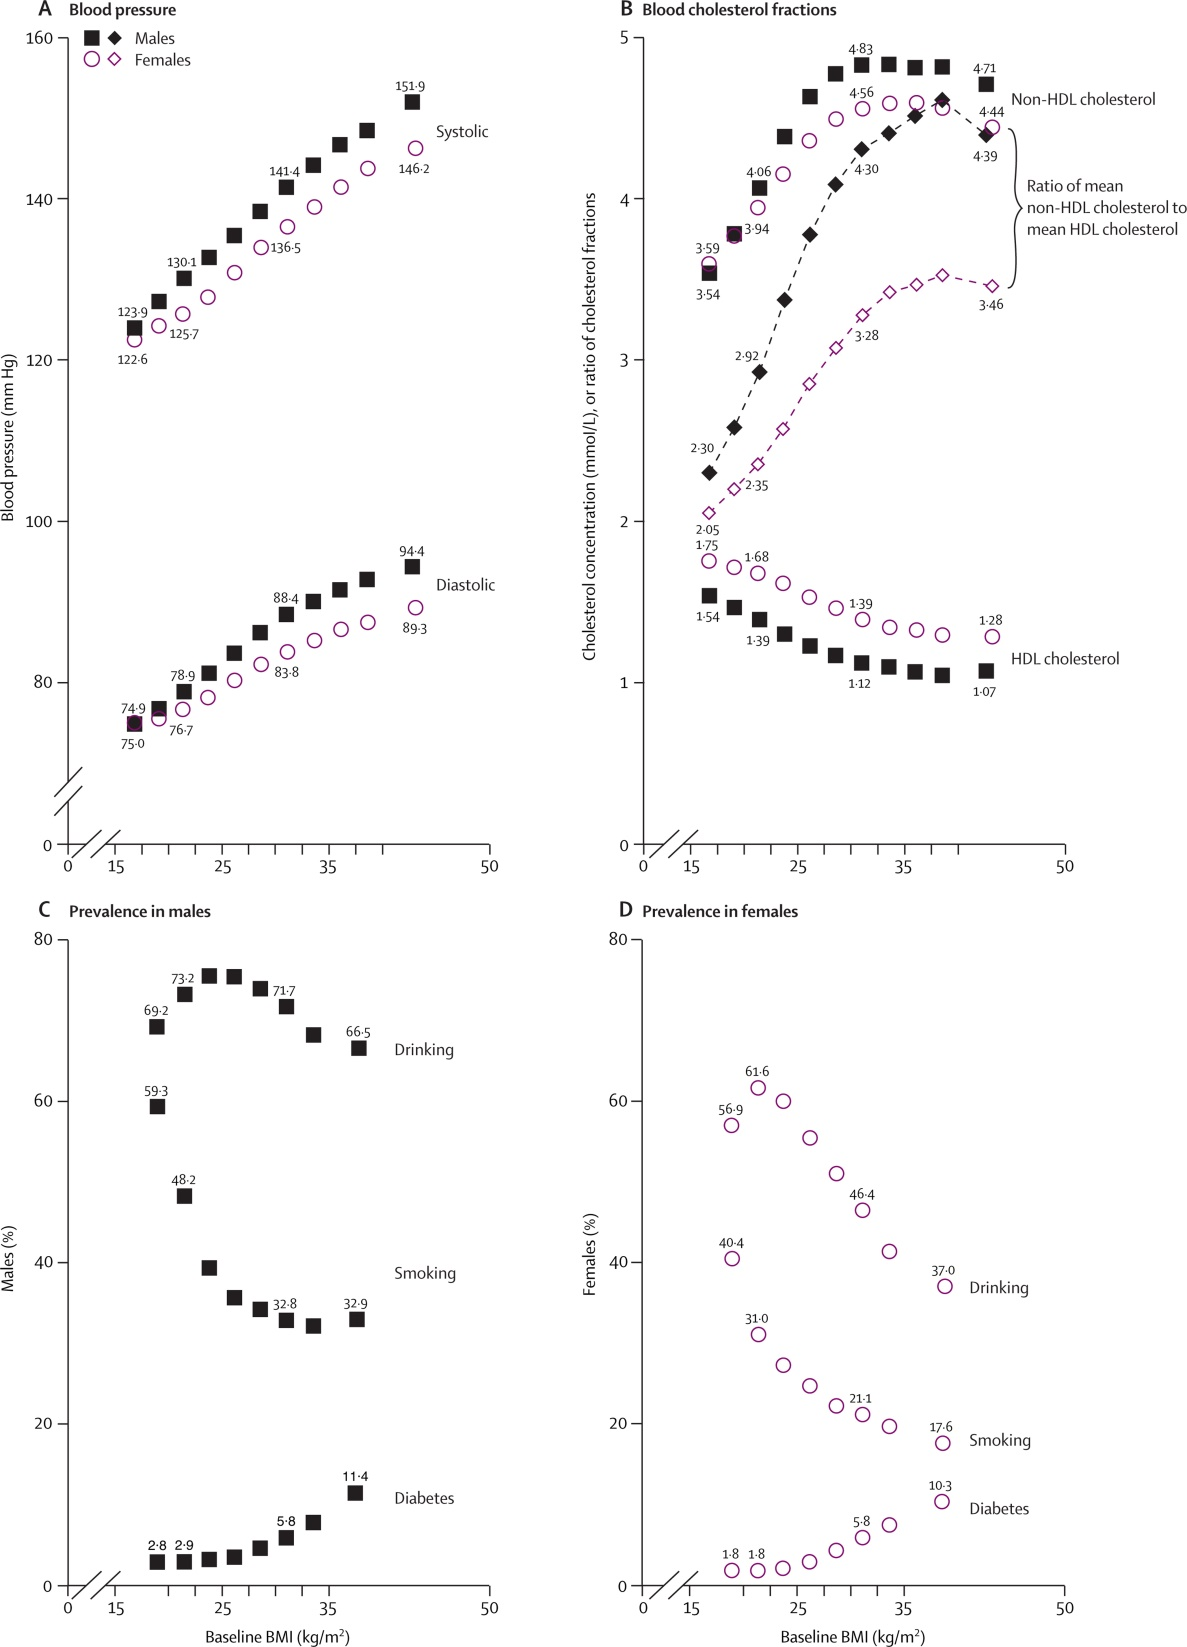 A Blood pressure
Males
Females
Blood pressure (mm Hg)
160
140
120
100
80
0
151·9
Systolic
146·2
141·4
136·5
130·1
125·7
123·9
122·6
94·4
Diastolic
89·3
88·4
83·8
78·9
76·7
74·9
75·0
0 15 25 35 50
B Blood cholesterol fractions
Cholesterol concentration (mmol/L), or ratio of cholesterol fractions
5
4
3
2
1
0
4·83
4·71
Non-HDL cholesterol
4·56
4·44
4·39
4·30
4·06
3·94
3·59
3·54
Ratio of mean
non-HDL cholesterol to
mean HDL cholesterol
3·46
3·28
2·92
2·30
2·35
2·05
1·75
1·68
1·54
1·39
1·39
1·28
HDL cholesterol
1·12
1·07
0 15 25 35 50
C Prevalence in males
Males (%)
80
60
40
20
0
69·2
73·2
71·7
66·5
Drinking
59·3
48·2
32·8
32·9
Smoking
2·8
2·9
5·8
11·4
Diabetes
0 15 25 35 50
Baseline BMI (kg/m²)
D Prevalence in females
Females (%)
80
60
40
20
0
56·9
61·6
46·4
37·0
Drinking
40·4
31·0
21·1
17·6
Smoking
1·8
1·8
5·8
10·3
Diabetes
0 15 25 35 50
Baseline BMI (kg/m²)